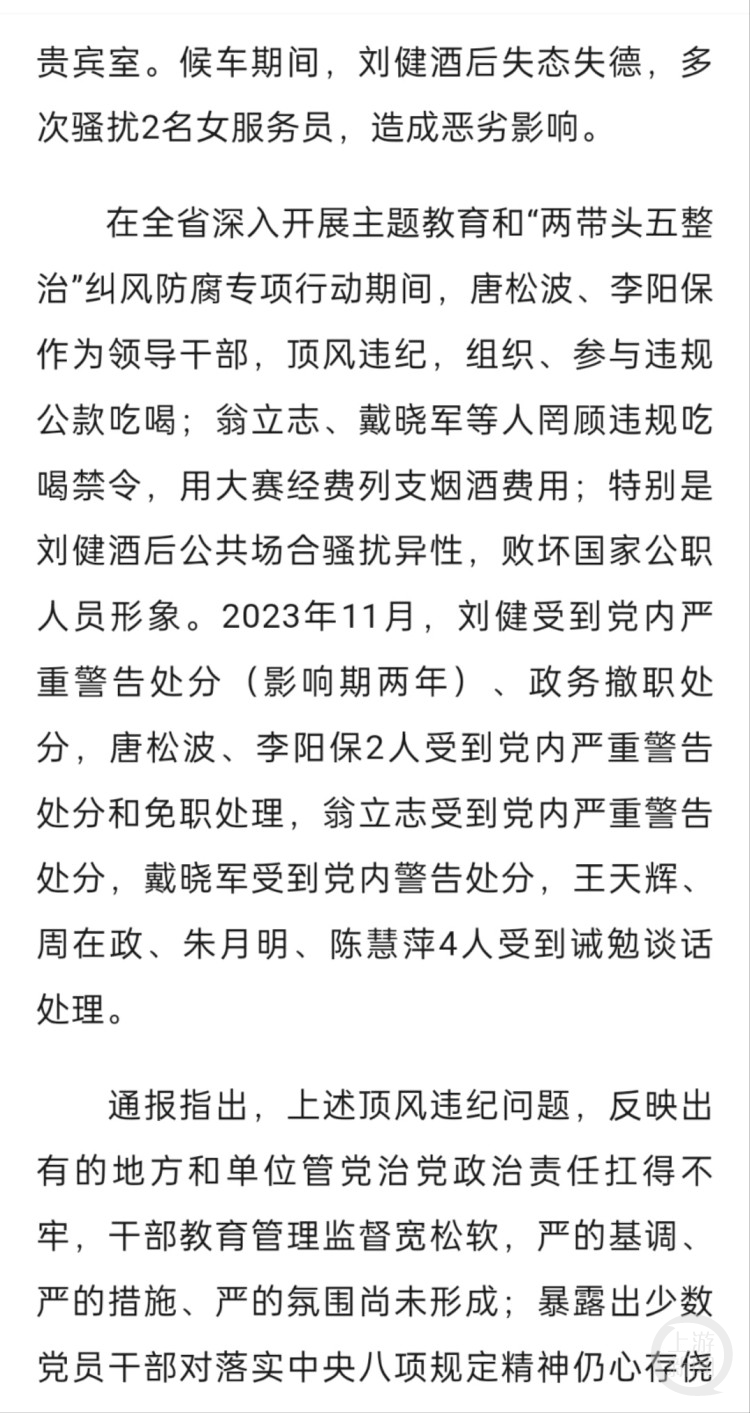 贵宾室。候车期间，刘健酒后失态失德，多
次骚扰2名女服务员，造成恶劣影响。
在全省深入开展主题教育和“两带头五整
治”纠风防腐专项行动期间，唐松波、李阳保
作为领导干部，顶风违纪，组织、参与违规
公款吃喝；翁立志、戴晓军等人罔顾违规吃
喝禁令，用大赛经费列支烟酒费用；特别是
刘健酒后公共场合骚扰异性，败坏国家公职
人员形象。2023年11月，刘健受到党内严
重警告处分（影响期两年）、政务撤职处
分，唐松波、李阳保2人受到党内严重警告
处分和免职处理，翁立志受到党内严重警告
处分，戴晓军受到党内警告处分，王天辉、
周在政、朱月明、陈慧萍4人受到诫勉谈话
处理。
通报指出，上述顶风违纪问题，反映出
有的地方和单位管党治党政治责任扛得不
牢，干部教育管理监督宽松软，严的基调、
严的措施、严的氛围尚未形成；暴露出少数
党员干部对落实中央八项规定精神仍心存侥
上游